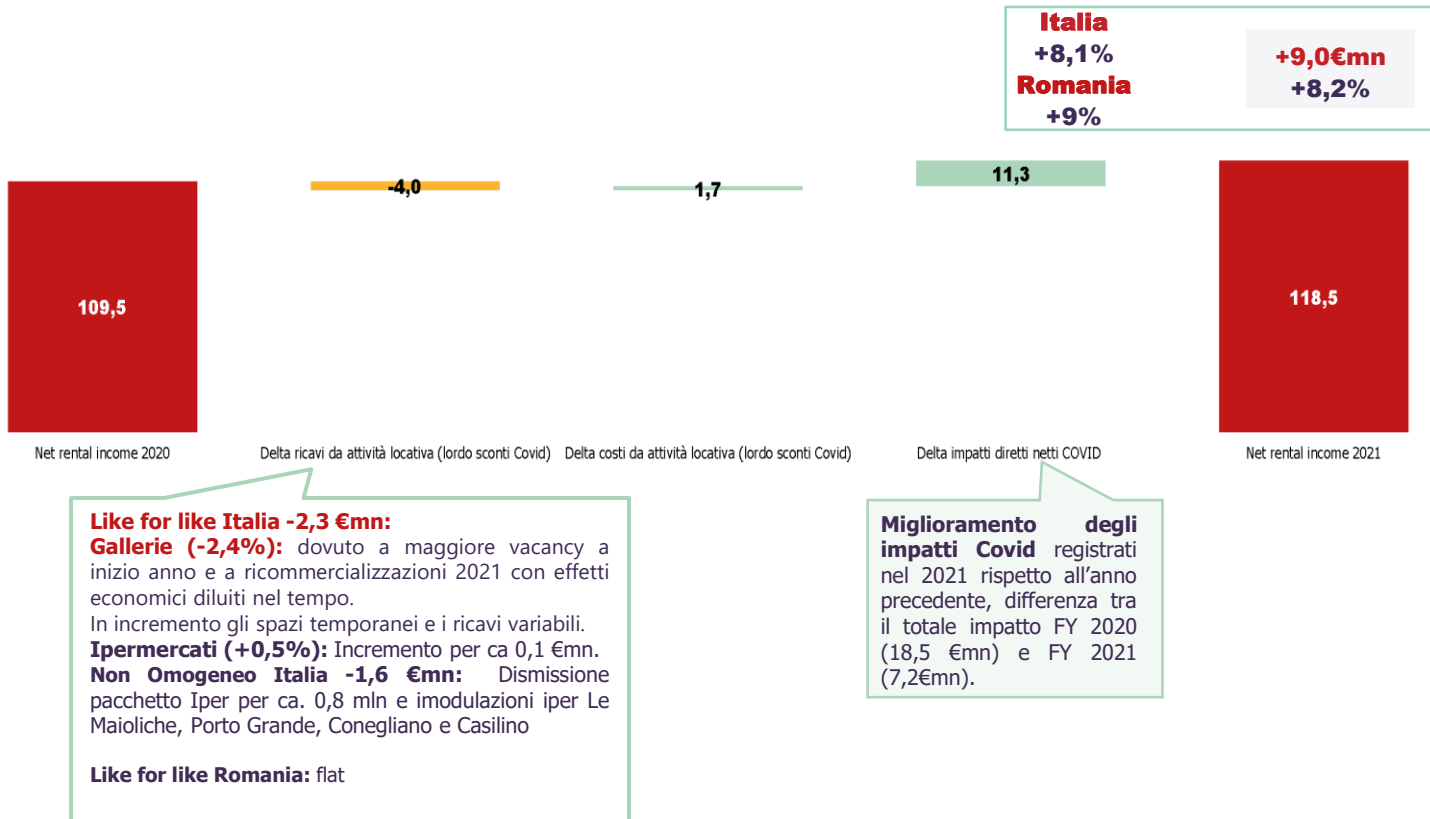 Italia
+8,1%
Romania
+9%
+9,0€mn
+8,2%
109,5
-4,0
1,7
11,3
118,5
Net rental income 2020
Delta ricavi da attività locativa (lordo sconti Covid)
Delta costi da attività locativa (lordo sconti Covid)
Delta impatti diretti netti COVID
Net rental income 2021
Like for like Italia -2,3 €mn:
Gallerie (-2,4%): dovuto a maggiore vacancy a
inizio anno e a ricommercializzazioni 2021 con effetti
economici diluiti nel tempo.
In incremento gli spazi temporanei e i ricavi variabili.
Ipermercati (+0,5%): Incremento per ca 0,1 €mn.
Non Omogeneo Italia -1,6 €mn: Dismissione
pacchetto Iper per ca. 0,8 mln e imodulazioni iper Le
Maioliche, Porto Grande, Conegliano e Casilino
Like for like Romania: flat
Miglioramento degli
impatti Covid registrati
nel 2021 rispetto all'anno
precedente, differenza tra
il totale impatto FY 2020
(18,5 €mn) e FY 2021
(7,2€mn).